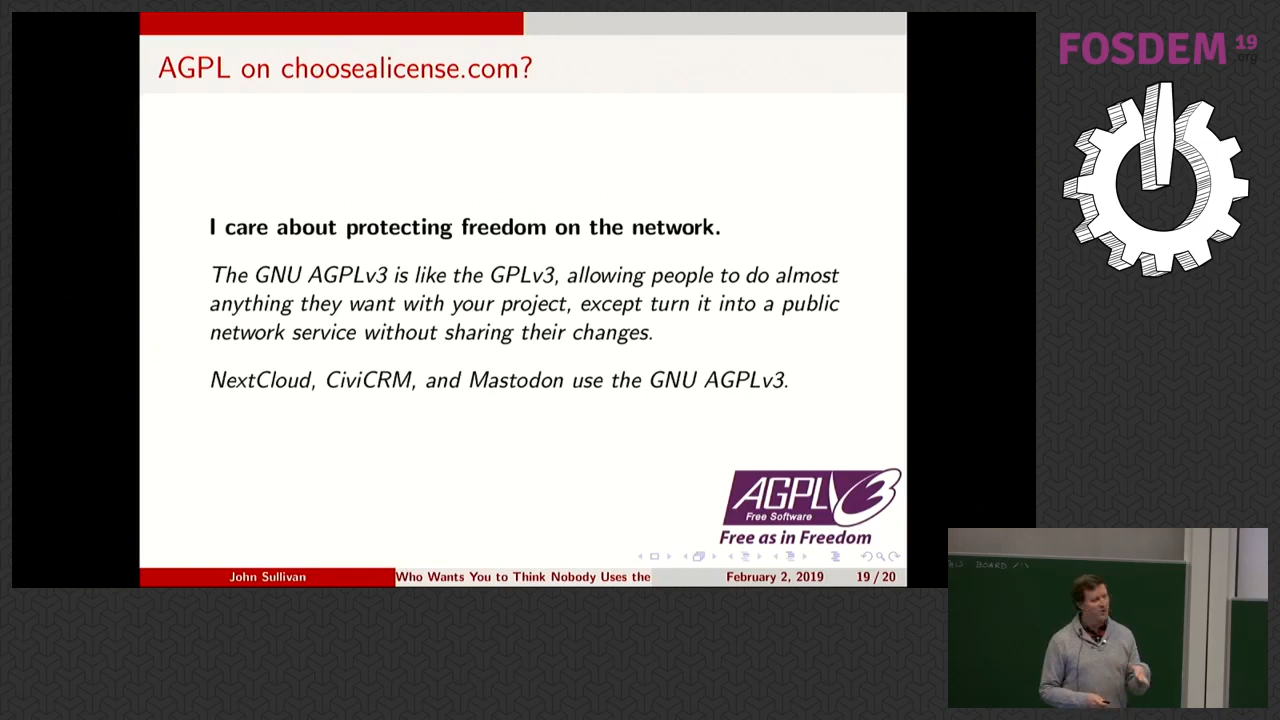 AGPL on choosealicense.com?
I care about protecting freedom on the network.
The GNU AGPLv3 is like the GPLv3, allowing people to do almost
anything they want with your project, except turn it into a public
network service without sharing their changes.
NextCloud, CiviCRM, and Mastodon use the GNU AGPLv3.
AGPL v3
Free Software
Free as in Freedom
John Sullivan
Who Wants You to Think Nobody Uses the
February 2, 2019
19 / 20
FOSDEM 19
.org
BOARD